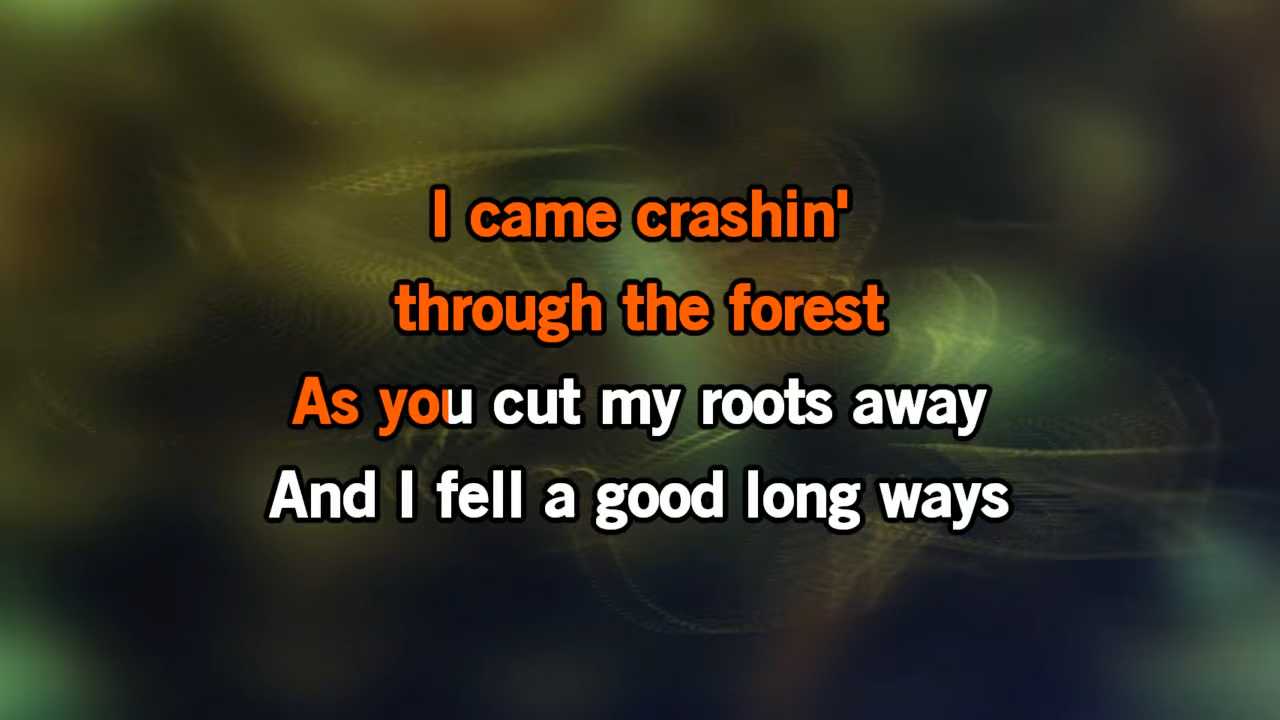 I came crashin'
through the forest
As you cut my roots away
And I fell a good long ways